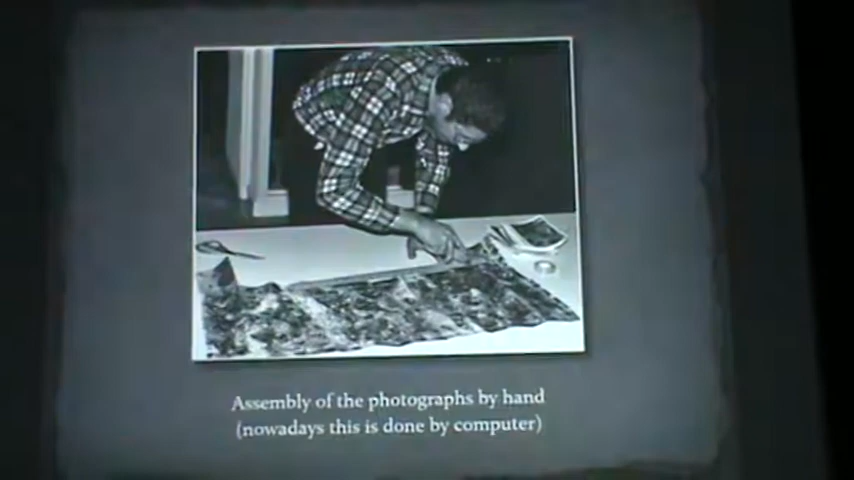 Assembly of the photographs by hand
(nowadays this is done by computer)